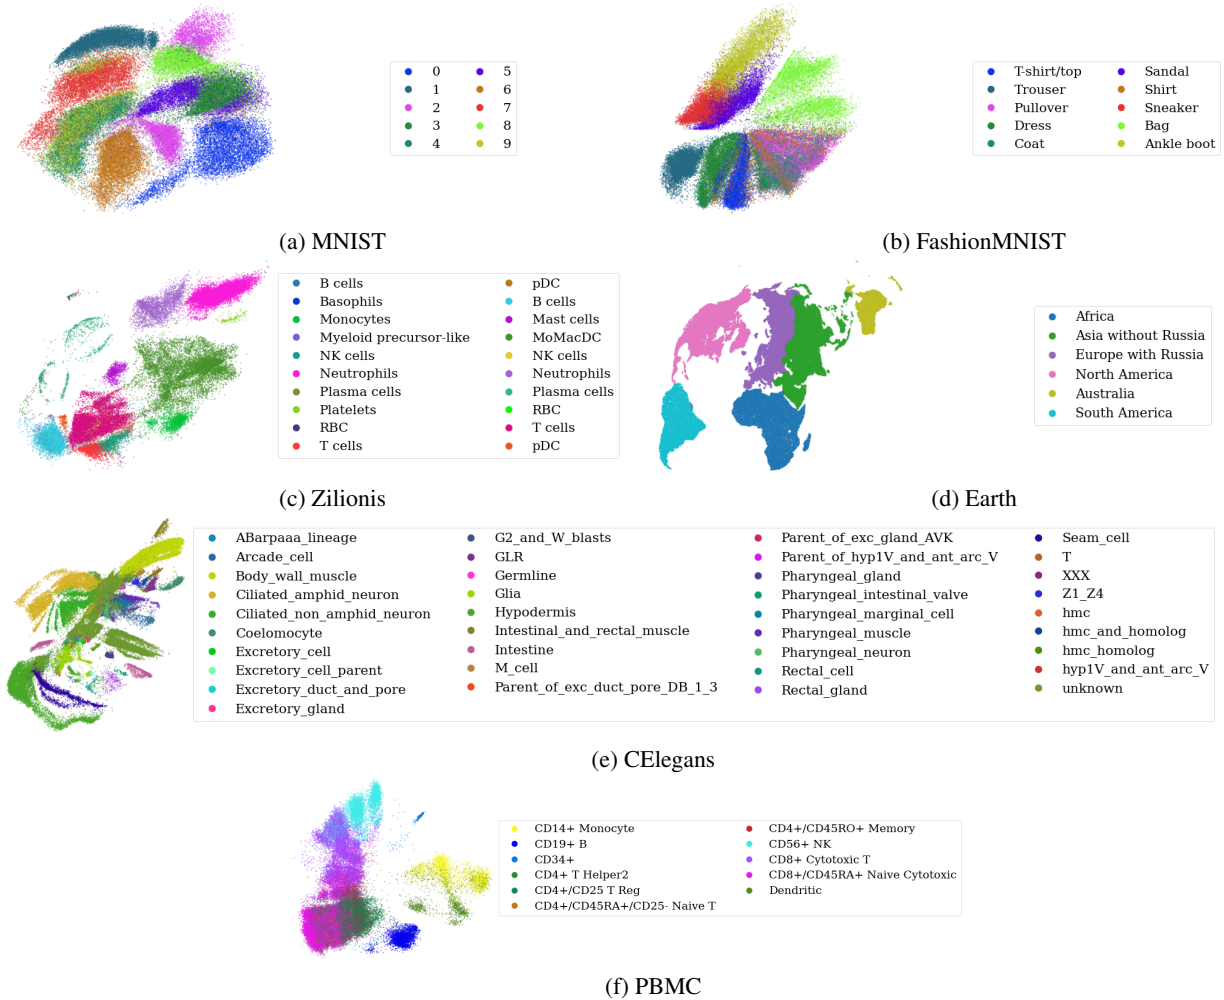 0 5
1 6
2 7
3 8
4 9
T-shirt/top Sandal
Trouser Shirt
Pullover Sneaker
Dress Bag
Coat Ankle boot
(a) MNIST
(b) FashionMNIST
B cells pDC
Basophils B cells
Monocytes Mast cells
Myeloid precursor-like MoMacDC
NK cells NK cells
Neutrophils Neutrophils
Plasma cells Plasma cells
Platelets RBC
RBC T cells
T cells pDC
Africa
Asia without Russia
Europe with Russia
North America
Australia
South America
(c) Zilionis
(d) Earth
ABarpaaa_lineage G2_and_W_blasts Parent_of_exc_gland_AVK Seam_cell
Arcade_cell GLR Parent_of_hyp1V_and_ant_arc_V T
Body_wall_muscle Germline Pharyngeal_gland XXX
Ciliated_amphid_neuron Glia Pharyngeal_intestinal_valve Z1_Z4
Ciliated_non_amphid_neuron Hypodermis Pharyngeal_marginal_cell hmc
Coelomocyte Intestinal_and_rectal_muscle Pharyngeal_muscle hmc_and_homolog
Excretory_cell Intestine Pharyngeal_neuron hmc_homolog
Excretory_cell_parent M_cell Rectal_cell hyp1V_and_ant_arc_V
Excretory_duct_and_pore Parent_of_exc_duct_pore_DB_1_3 Rectal_gland unknown
Excretory_gland
(e) CElegans
CD14+ Monocyte CD4+/CD45RO+ Memory
CD19+ B CD56+ NK
CD34+ CD8+ Cytotoxic T
CD4+ T Helper2 CD8+/CD45RA+ Naive Cytotoxic
CD4+/CD25 T Reg Dendritic
CD4+/CD45RA+/CD25- Naive T
(f) PBMC